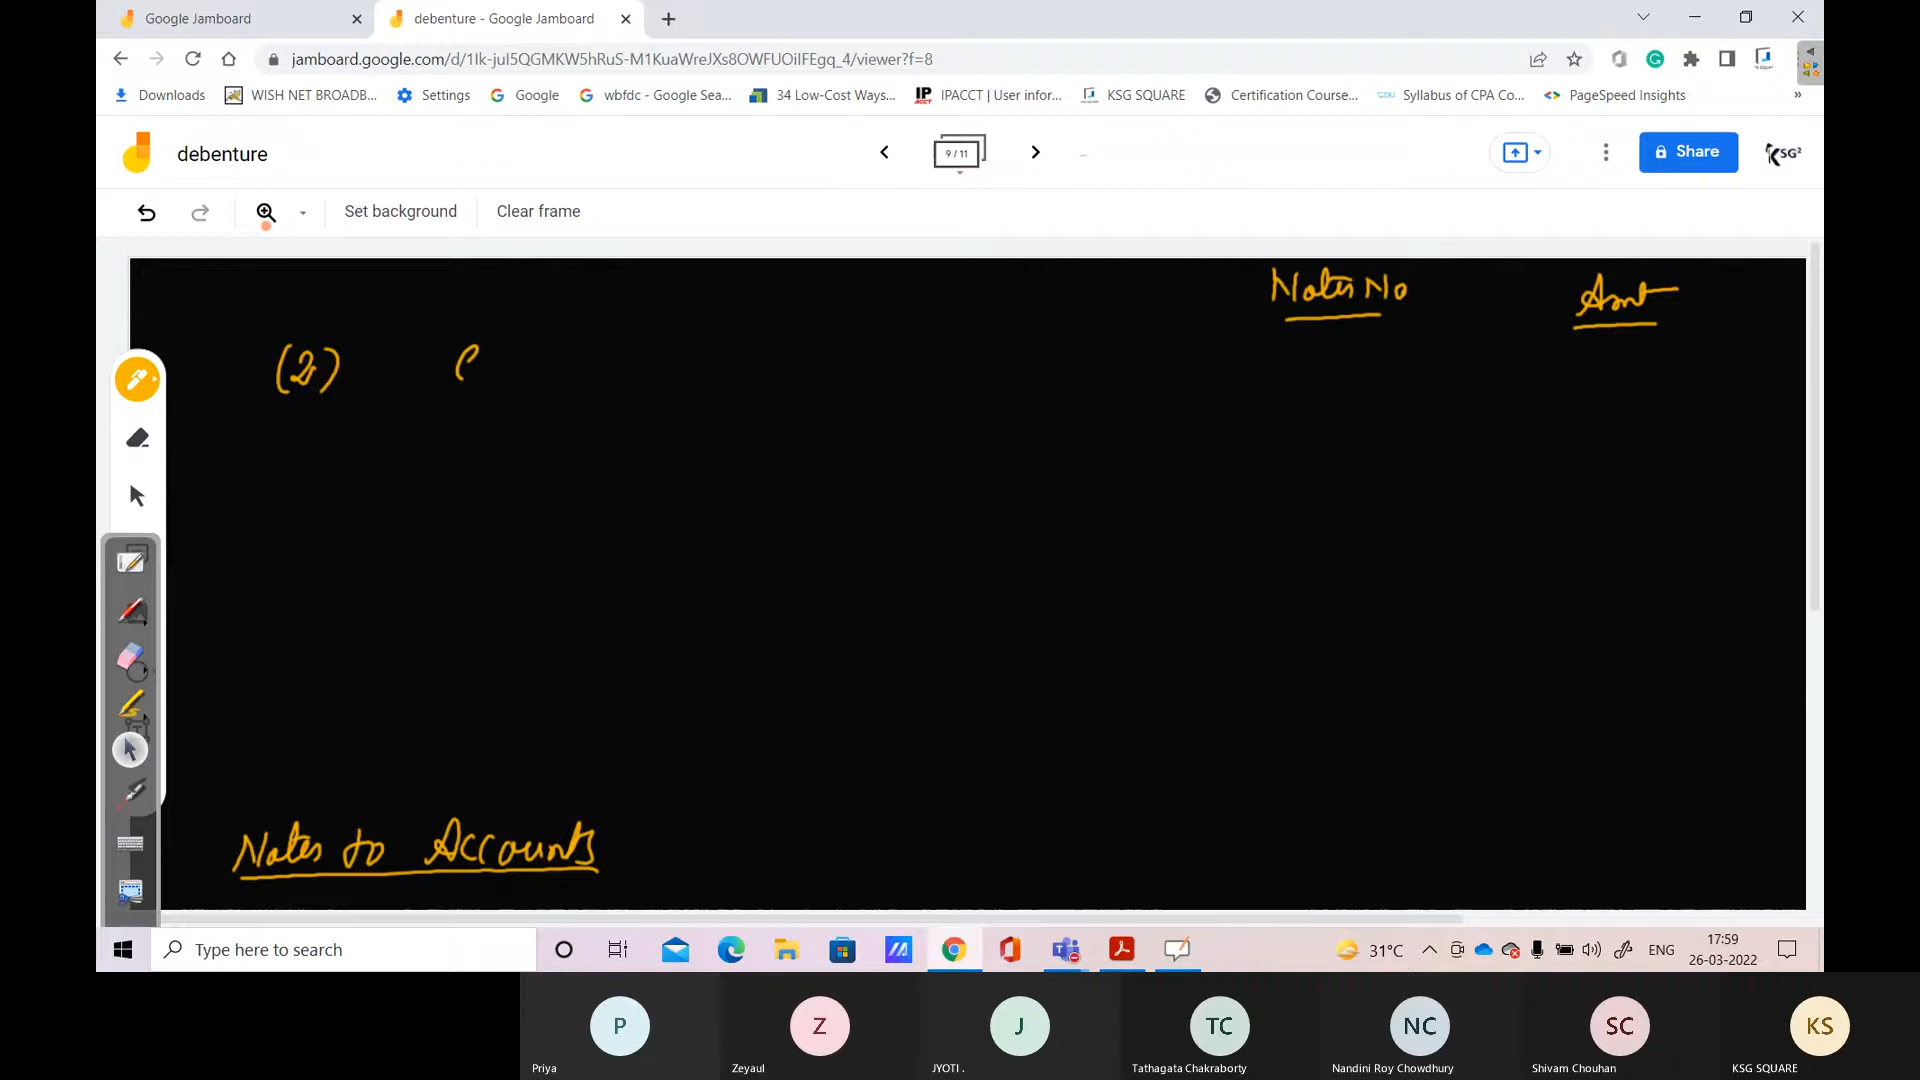 Google Jamboard
debenture - Google Jamboard
jamboard.google.com/d/1Ik-juI5QGMKW5hRuS-M1KuaWreJXs8OWFUOiIFEgq_4/viewer?f=8
Downloads WISH NET BROADB... Settings Google wbfdc - Google Sea... 34 Low-Cost Ways... IPACCT | User infor... KSG SQUARE Certification Course... Syllabus of CPA Co... PageSpeed Insights »
debenture
9 / 11
Share
KSG²
Set background Clear frame
Notes No Amt
(2) (
Notes to Accounts
Type here to search
31°C ENG
17:59
26-03-2022
P Z J TC NC SC KS
Priya Zeyaul JYOTI . Tathagata Chakraborty Nandini Roy Chowdhury Shivam Chouhan KSG SQUARE